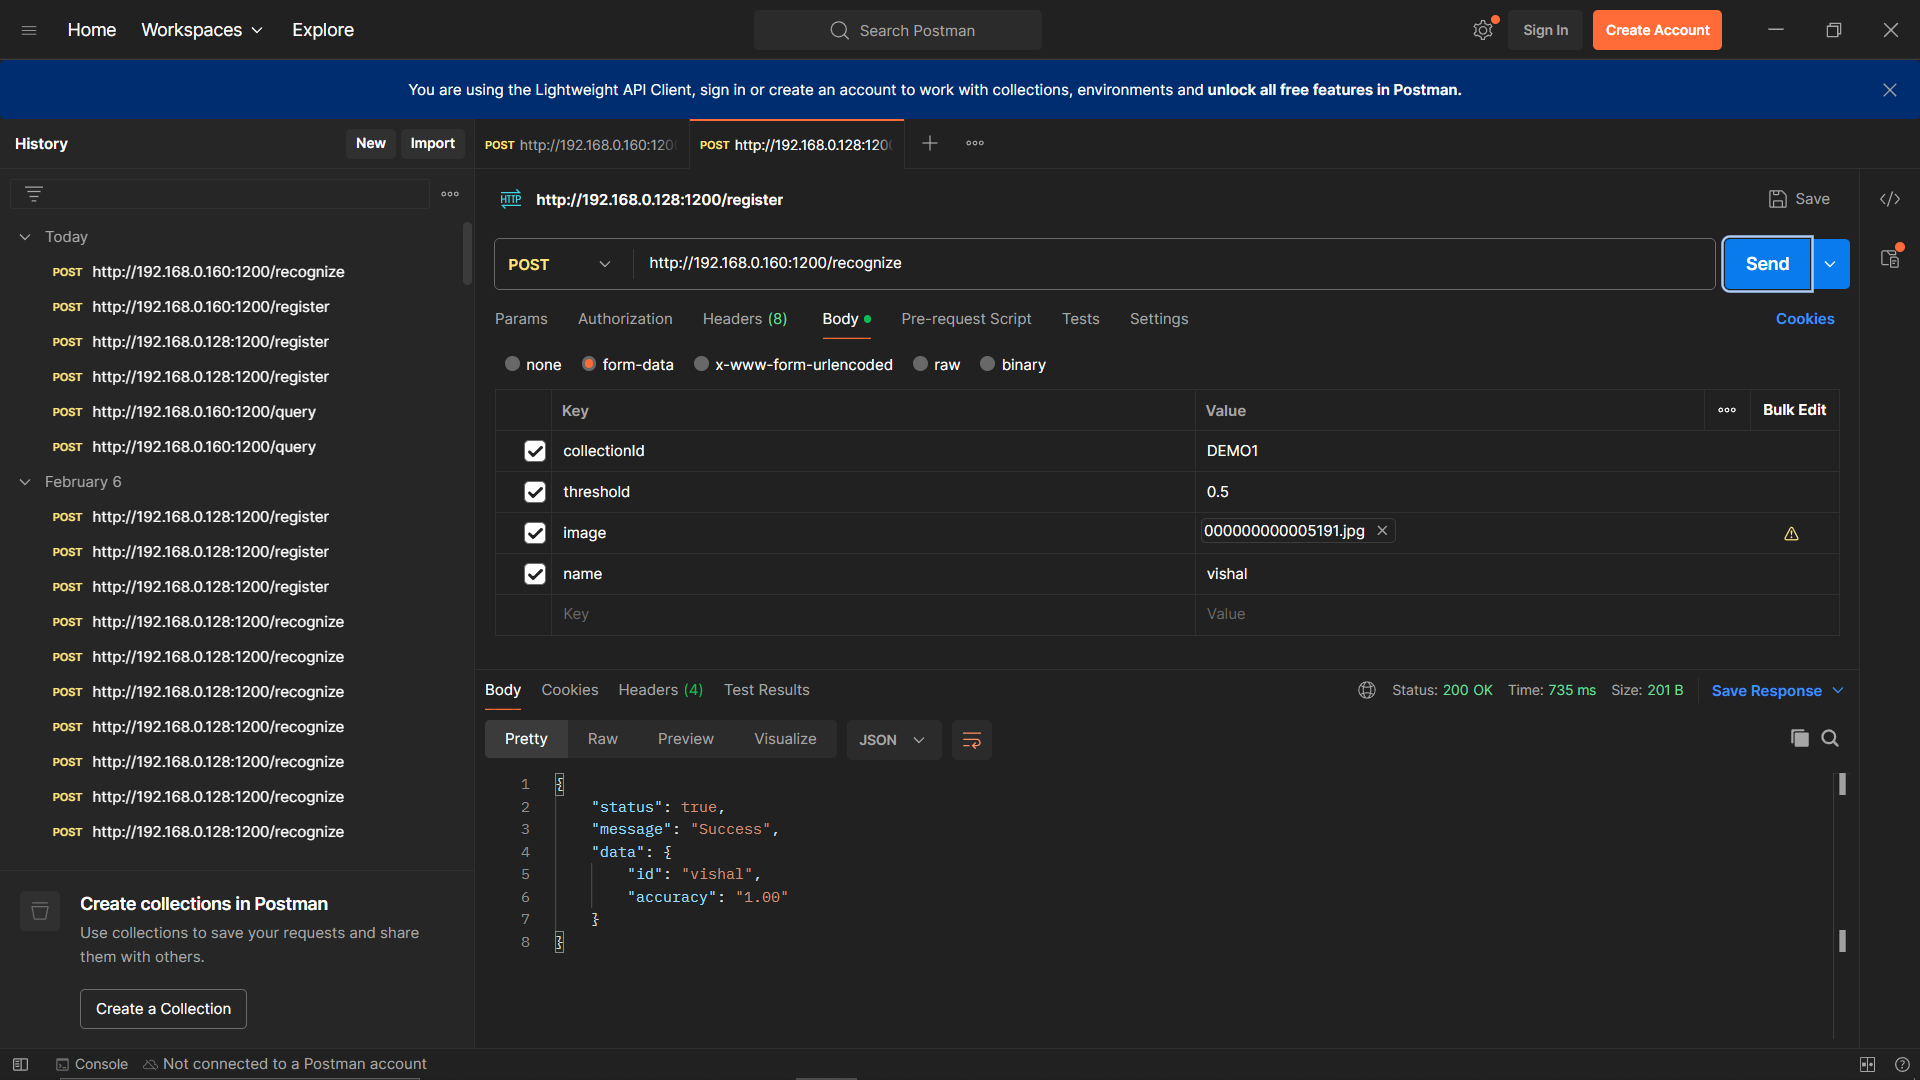 Home
Workspaces
Explore
Search Postman
Sign In
Create Account
You are using the Lightweight API Client, sign in or create an account to work with collections, environments and unlock all free features in Postman.
History
New
Import
POST http://192.168.0.160:120
POST http://192.168.0.128:120
HTTP
http://192.168.0.128:1200/register
Save
Today
POST http://192.168.0.160:1200/recognize
POST http://192.168.0.160:1200/register
POST http://192.168.0.128:1200/register
POST http://192.168.0.128:1200/register
POST http://192.168.0.160:1200/query
POST http://192.168.0.160:1200/query
February 6
POST http://192.168.0.128:1200/register
POST http://192.168.0.128:1200/register
POST http://192.168.0.128:1200/register
POST http://192.168.0.128:1200/recognize
POST http://192.168.0.128:1200/recognize
POST http://192.168.0.128:1200/recognize
POST http://192.168.0.128:1200/recognize
POST http://192.168.0.128:1200/recognize
POST http://192.168.0.128:1200/recognize
POST http://192.168.0.128:1200/recognize
Create collections in Postman
Use collections to save your requests and share
them with others.
Create a Collection
POST
http://192.168.0.160:1200/recognize
Send
Params
Authorization
Headers (8)
Body
Pre-request Script
Tests
Settings
Cookies
none
form-data
x-www-form-urlencoded
raw
binary
Key
Value
Bulk Edit
collectionId
DEMO1
threshold
0.5
image
000000000005191.jpg
name
vishal
Key
Value
Body
Cookies
Headers (4)
Test Results
Status: 200 OK
Time: 735 ms
Size: 201 B
Save Response
Pretty
Raw
Preview
Visualize
JSON
1 {
2 "status": true,
3 "message": "Success",
4 "data": {
5 "id": "vishal",
6 "accuracy": "1.00"
7 }
8 }
Console
Not connected to a Postman account